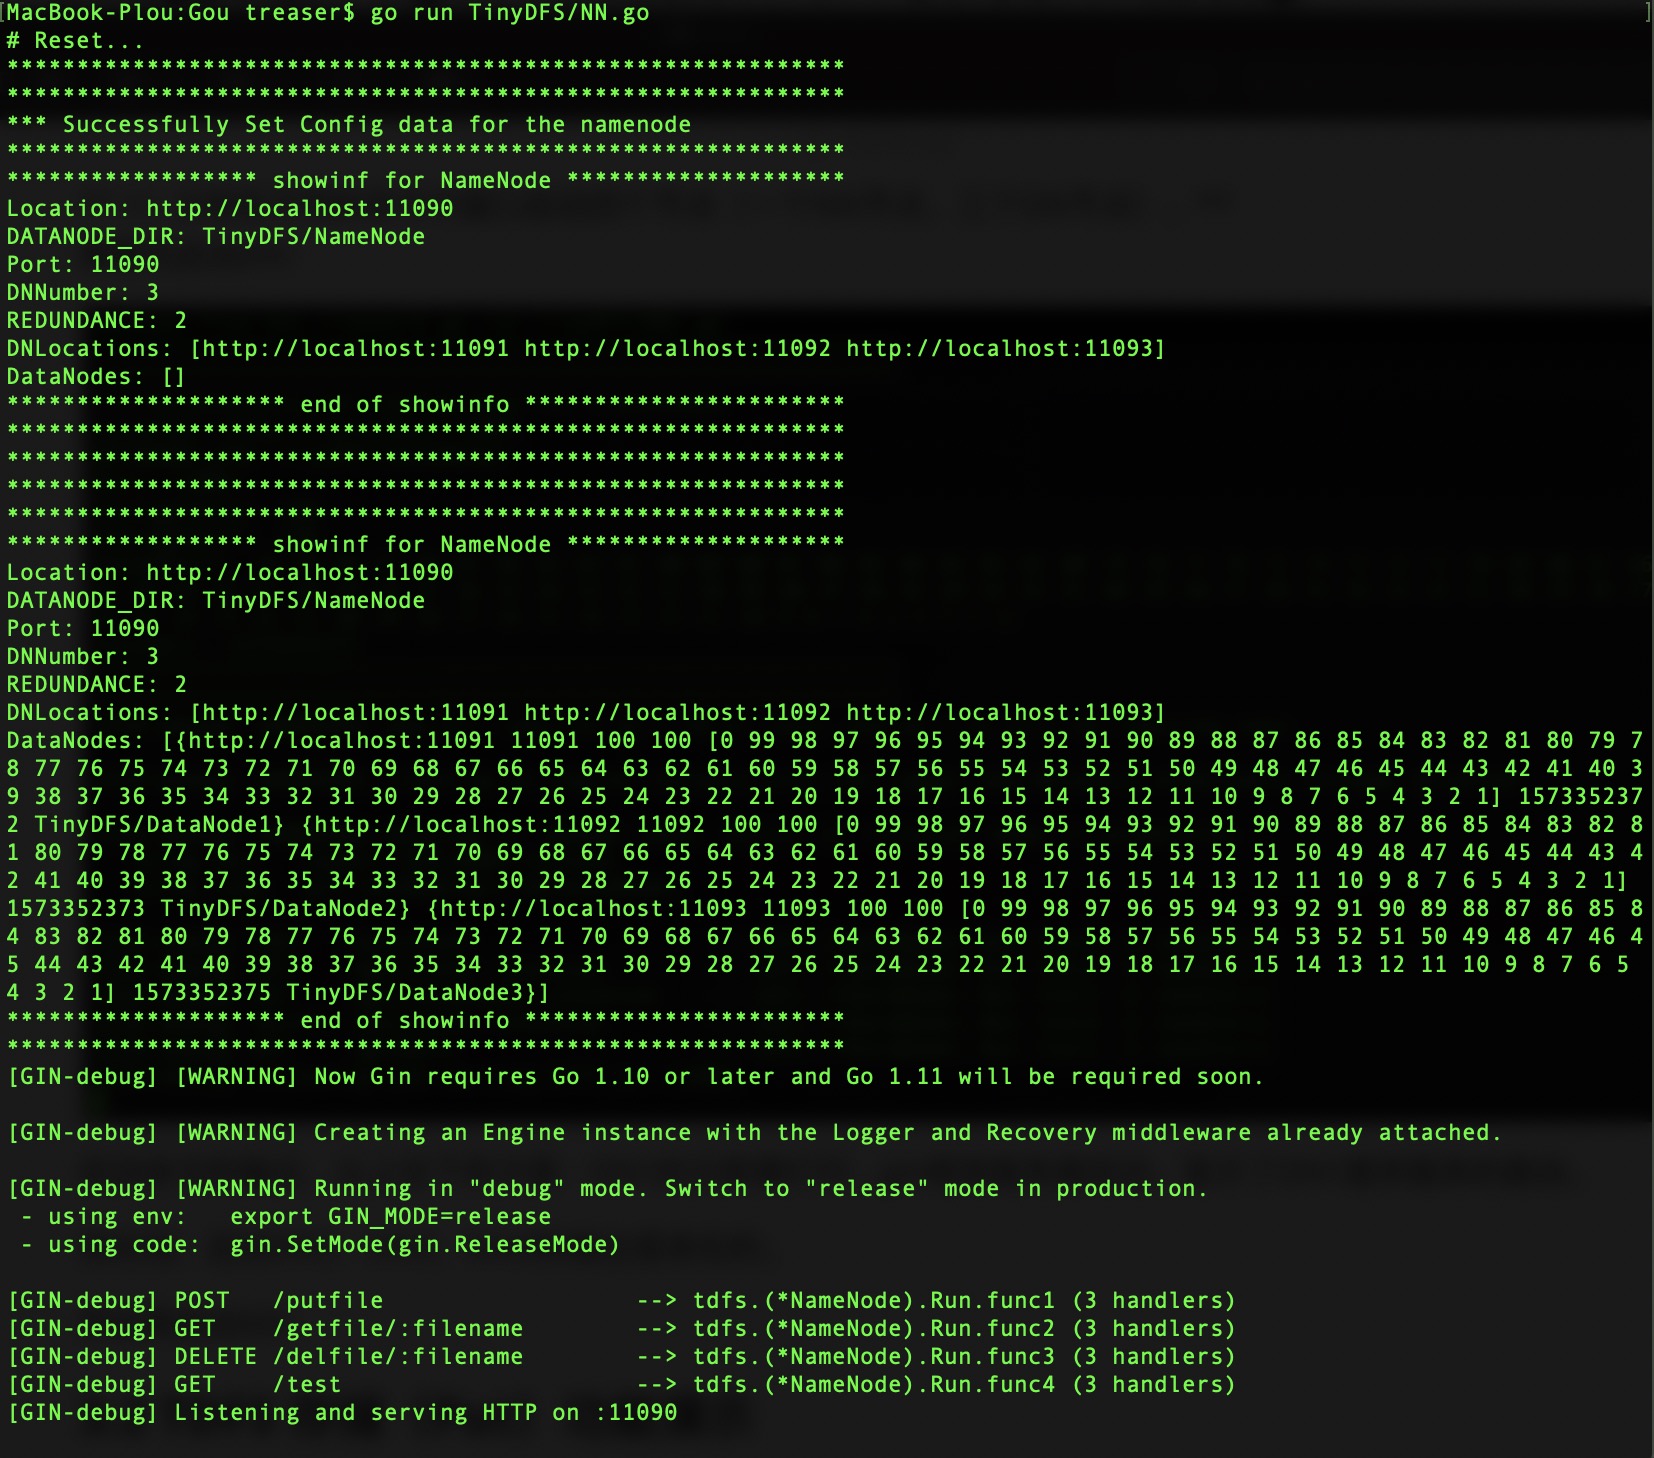 [MacBook-Plou:Gou treaser$ go run TinyDFS/NN.go ]
# Reset...
************************************************************
************************************************************
*** Successfully Set Config data for the namenode
************************************************************
****************** showinf for NameNode ********************
Location: http://localhost:11090
DATANODE_DIR: TinyDFS/NameNode
Port: 11090
DNNumber: 3
REDUNDANCE: 2
DNLocations: [http://localhost:11091 http://localhost:11092 http://localhost:11093]
DataNodes: []
******************** end of showinfo ***********************
************************************************************
************************************************************
************************************************************
************************************************************
****************** showinf for NameNode ********************
Location: http://localhost:11090
DATANODE_DIR: TinyDFS/NameNode
Port: 11090
DNNumber: 3
REDUNDANCE: 2
DNLocations: [http://localhost:11091 http://localhost:11092 http://localhost:11093]
DataNodes: [{http://localhost:11091 11091 100 100 [0 99 98 97 96 95 94 93 92 91 90 89 88 87 86 85 84 83 82 81 80 79 7
8 77 76 75 74 73 72 71 70 69 68 67 66 65 64 63 62 61 60 59 58 57 56 55 54 53 52 51 50 49 48 47 46 45 44 43 42 41 40 3
9 38 37 36 35 34 33 32 31 30 29 28 27 26 25 24 23 22 21 20 19 18 17 16 15 14 13 12 11 10 9 8 7 6 5 4 3 2 1] 157335237
2 TinyDFS/DataNode1} {http://localhost:11092 11092 100 100 [0 99 98 97 96 95 94 93 92 91 90 89 88 87 86 85 84 83 82 8
1 80 79 78 77 76 75 74 73 72 71 70 69 68 67 66 65 64 63 62 61 60 59 58 57 56 55 54 53 52 51 50 49 48 47 46 45 44 43 4
2 41 40 39 38 37 36 35 34 33 32 31 30 29 28 27 26 25 24 23 22 21 20 19 18 17 16 15 14 13 12 11 10 9 8 7 6 5 4 3 2 1]
1573352373 TinyDFS/DataNode2} {http://localhost:11093 11093 100 100 [0 99 98 97 96 95 94 93 92 91 90 89 88 87 86 85 8
4 83 82 81 80 79 78 77 76 75 74 73 72 71 70 69 68 67 66 65 64 63 62 61 60 59 58 57 56 55 54 53 52 51 50 49 48 47 46 4
5 44 43 42 41 40 39 38 37 36 35 34 33 32 31 30 29 28 27 26 25 24 23 22 21 20 19 18 17 16 15 14 13 12 11 10 9 8 7 6 5
4 3 2 1] 1573352375 TinyDFS/DataNode3}]
******************** end of showinfo ***********************
************************************************************
[GIN-debug] [WARNING] Now Gin requires Go 1.10 or later and Go 1.11 will be required soon.
[GIN-debug] [WARNING] Creating an Engine instance with the Logger and Recovery middleware already attached.
[GIN-debug] [WARNING] Running in "debug" mode. Switch to "release" mode in production.
 - using env:   export GIN_MODE=release
 - using code:  gin.SetMode(gin.ReleaseMode)
[GIN-debug] POST   /putfile                  --> tdfs.(*NameNode).Run.func1 (3 handlers)
[GIN-debug] GET    /getfile/:filename        --> tdfs.(*NameNode).Run.func2 (3 handlers)
[GIN-debug] DELETE /delfile/:filename        --> tdfs.(*NameNode).Run.func3 (3 handlers)
[GIN-debug] GET    /test                     --> tdfs.(*NameNode).Run.func4 (3 handlers)
[GIN-debug] Listening and serving HTTP on :11090